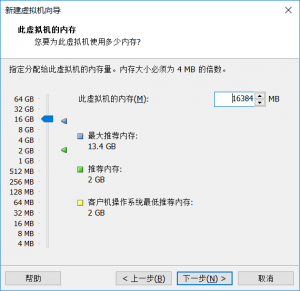 新建虚拟机向导
此虚拟机的内存
您要为此虚拟机使用多少内存?
指定分配给此虚拟机的内存量。内存大小必须为 4 MB 的倍数。
64 GB
32 GB
16 GB
8 GB
4 GB
2 GB
1 GB
512 MB
256 MB
128 MB
64 MB
32 MB
16 MB
8 MB
4 MB
此虚拟机的内存(M):
16384
MB
最大推荐内存:
13.4 GB
推荐内存:
2 GB
客户机操作系统最低推荐内存:
2 GB
帮助
< 上一步(B)
下一步(N) >
取消